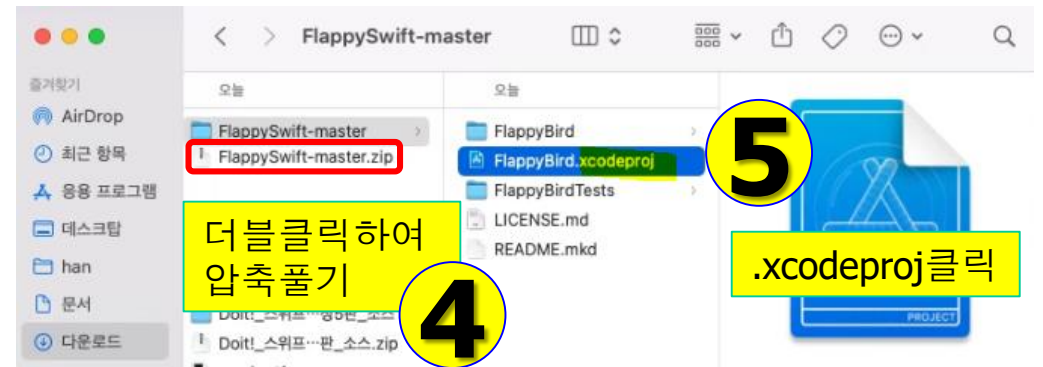 FlappySwift-master
즐겨찾기
AirDrop
최근 항목
응용 프로그램
데스크탑
han
문서
다운로드
오늘
FlappySwift-master
FlappySwift-master.zip
더블클릭하여
압축풀기
4
Doit!_스위프…판_소스.zip
오늘
FlappyBird
FlappyBird.xcodeproj
FlappyBirdTests
LICENSE.md
README.mkd
5
.xcodeproj클릭
PROJECT